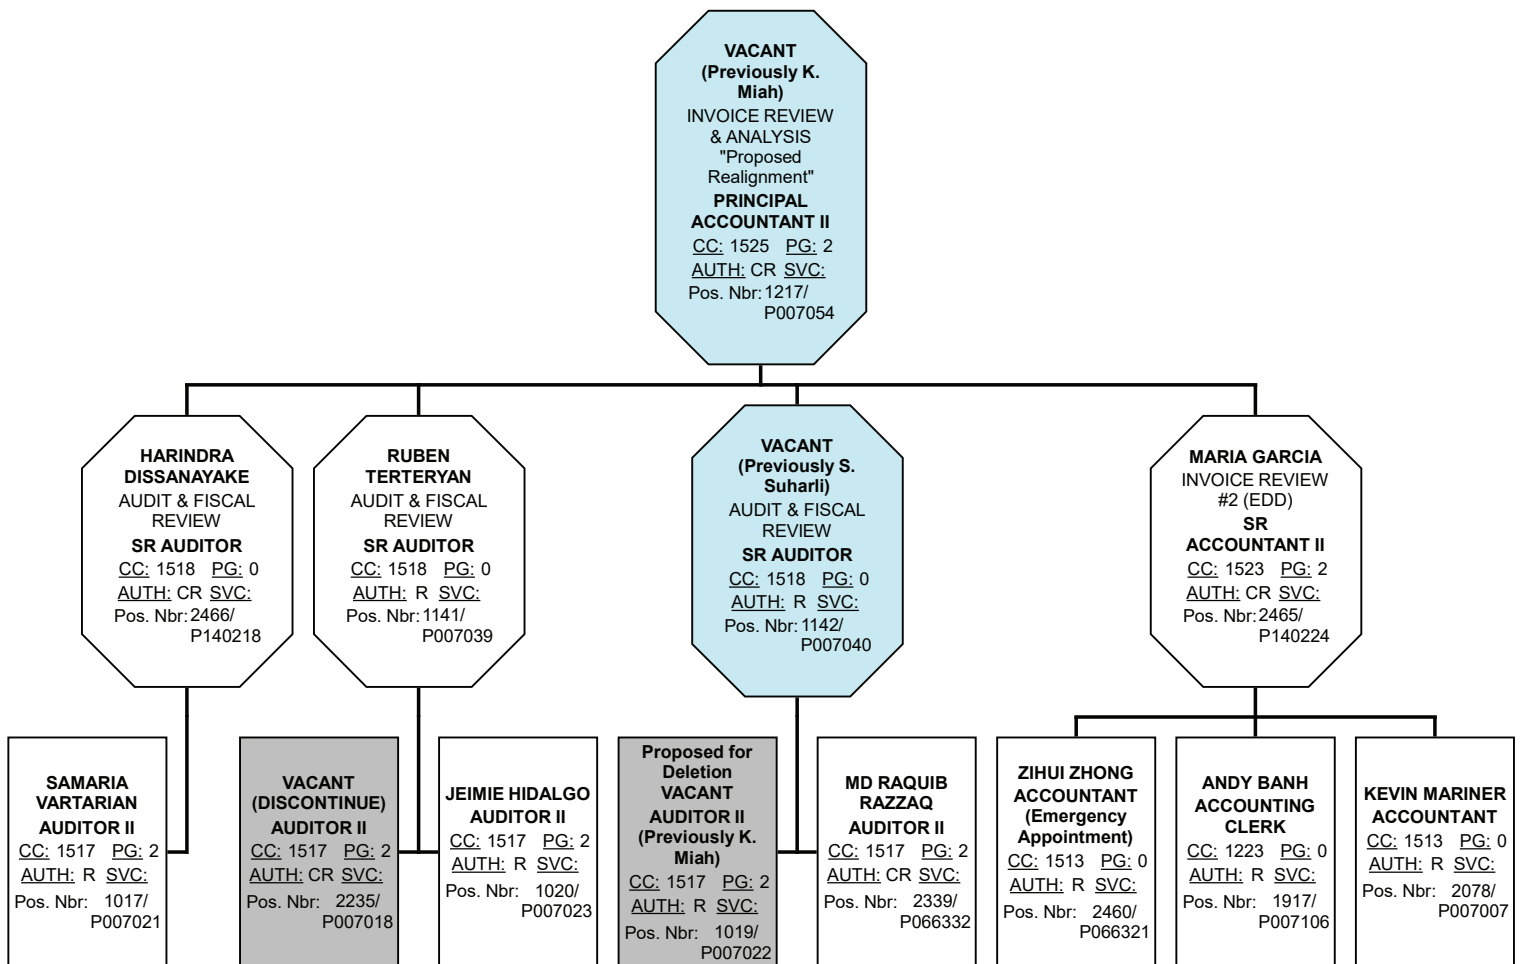 VACANT
(Previously K.
Miah)
INVOICE REVIEW
& ANALYSIS
"Proposed
Realignment"
PRINCIPAL
ACCOUNTANT II
CC: 1525 PG: 2
AUTH: CR SVC:
Pos. Nbr: 1217/
P007054
HARINDRA
DISSANAYAKE
AUDIT & FISCAL
REVIEW
SR AUDITOR
CC: 1518 PG: 0
AUTH: CR SVC:
Pos. Nbr: 2466/
P140218
RUBEN
TERTERYAN
AUDIT & FISCAL
REVIEW
SR AUDITOR
CC: 1518 PG: 0
AUTH: R SVC:
Pos. Nbr: 1141/
P007039
VACANT
(Previously S.
Suharli)
AUDIT & FISCAL
REVIEW
SR AUDITOR
CC: 1518 PG: 0
AUTH: R SVC:
Pos. Nbr: 1142/
P007040
MARIA GARCIA
INVOICE REVIEW
#2 (EDD)
SR
ACCOUNTANT II
CC: 1523 PG: 2
AUTH: CR SVC:
Pos. Nbr: 2465/
P140224
SAMARIA
VARTARIAN
AUDITOR II
CC: 1517 PG: 2
AUTH: R SVC:
Pos. Nbr: 1017/
P007021
VACANT
(DISCONTINUE)
AUDITOR II
CC: 1517 PG: 2
AUTH: CR SVC:
Pos. Nbr: 2235/
P007018
JEIMIE HIDALGO
AUDITOR II
CC: 1517 PG: 2
AUTH: R SVC:
Pos. Nbr: 1020/
P007023
Proposed for
Deletion
VACANT
AUDITOR II
(Previously K.
Miah)
CC: 1517 PG: 2
AUTH: R SVC:
Pos. Nbr: 1019/
P007022
MD RAQUIB
RAZZAQ
AUDITOR II
CC: 1517 PG: 2
AUTH: CR SVC:
Pos. Nbr: 2339/
P066332
ZIHUI ZHONG
ACCOUNTANT
(Emergency
Appointment)
CC: 1513 PG: 0
AUTH: R SVC:
Pos. Nbr: 2460/
P066321
ANDY BANH
ACCOUNTING
CLERK
CC: 1223 PG: 0
AUTH: R SVC:
Pos. Nbr: 1917/
P007106
KEVIN MARINER
ACCOUNTANT
CC: 1513 PG: 0
AUTH: R SVC:
Pos. Nbr: 2078/
P007007